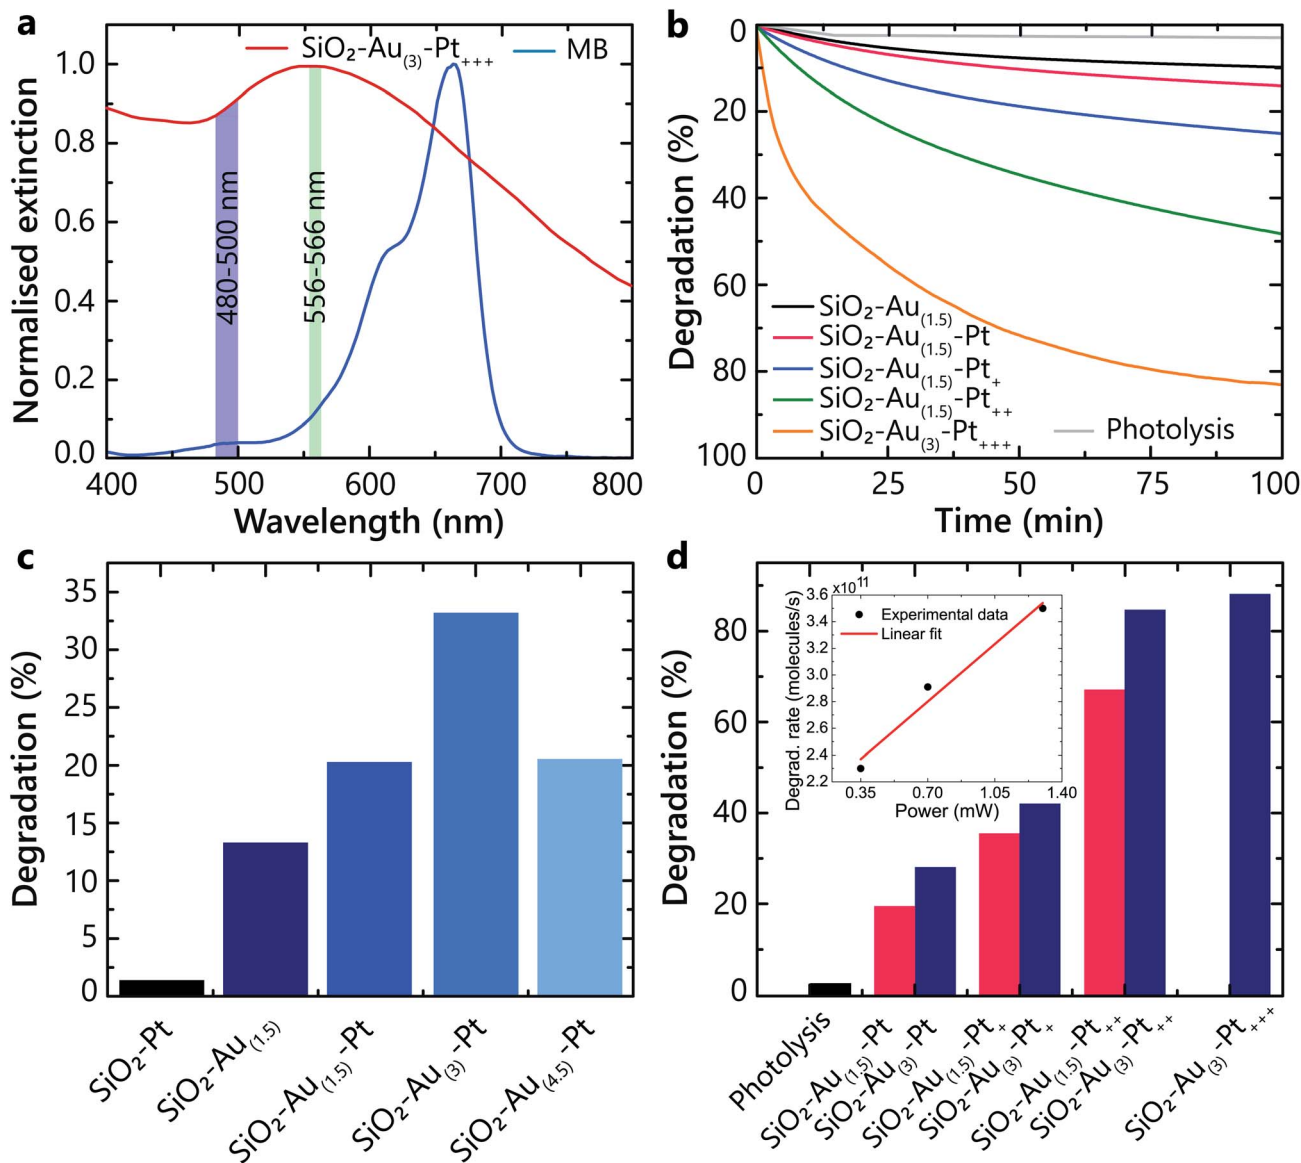 a
SiO₂-Au₍₃₎-Pt₊₊₊ MB
1.0
0.8
0.6
0.4
0.2
0.0
Normalised extinction
480-500 nm
556-566 nm
400 500 600 700 800
Wavelength (nm)
b
0
20
40
60
80
100
Degradation (%)
SiO₂-Au₍₁.₅₎
SiO₂-Au₍₁.₅₎-Pt
SiO₂-Au₍₁.₅₎-Pt₊
SiO₂-Au₍₁.₅₎-Pt₊₊
SiO₂-Au₍₃₎-Pt₊₊₊
Photolysis
0 25 50 75 100
Time (min)
c
35
30
25
20
15
10
5
0
Degradation (%)
SiO₂-Pt
SiO₂-Au₍₁.₅₎
SiO₂-Au₍₁.₅₎-Pt
SiO₂-Au₍₃₎-Pt
SiO₂-Au₍₄.₅₎-Pt
d
80
60
40
20
0
Degradation (%)
x10¹¹
3.6
3.4
3.2
3.0
2.8
2.6
2.4
2.2
Degrad. rate (molecules/s)
Experimental data
Linear fit
0.35 0.70 1.05 1.40
Power (mW)
Photolysis
SiO₂-Au₍₁.₅₎-Pt
SiO₂-Au₍₃₎-Pt
SiO₂-Au₍₁.₅₎-Pt₊
SiO₂-Au₍₃₎-Pt₊
SiO₂-Au₍₁.₅₎-Pt₊₊
SiO₂-Au₍₃₎-Pt₊₊
SiO₂-Au₍₃₎-Pt₊₊₊